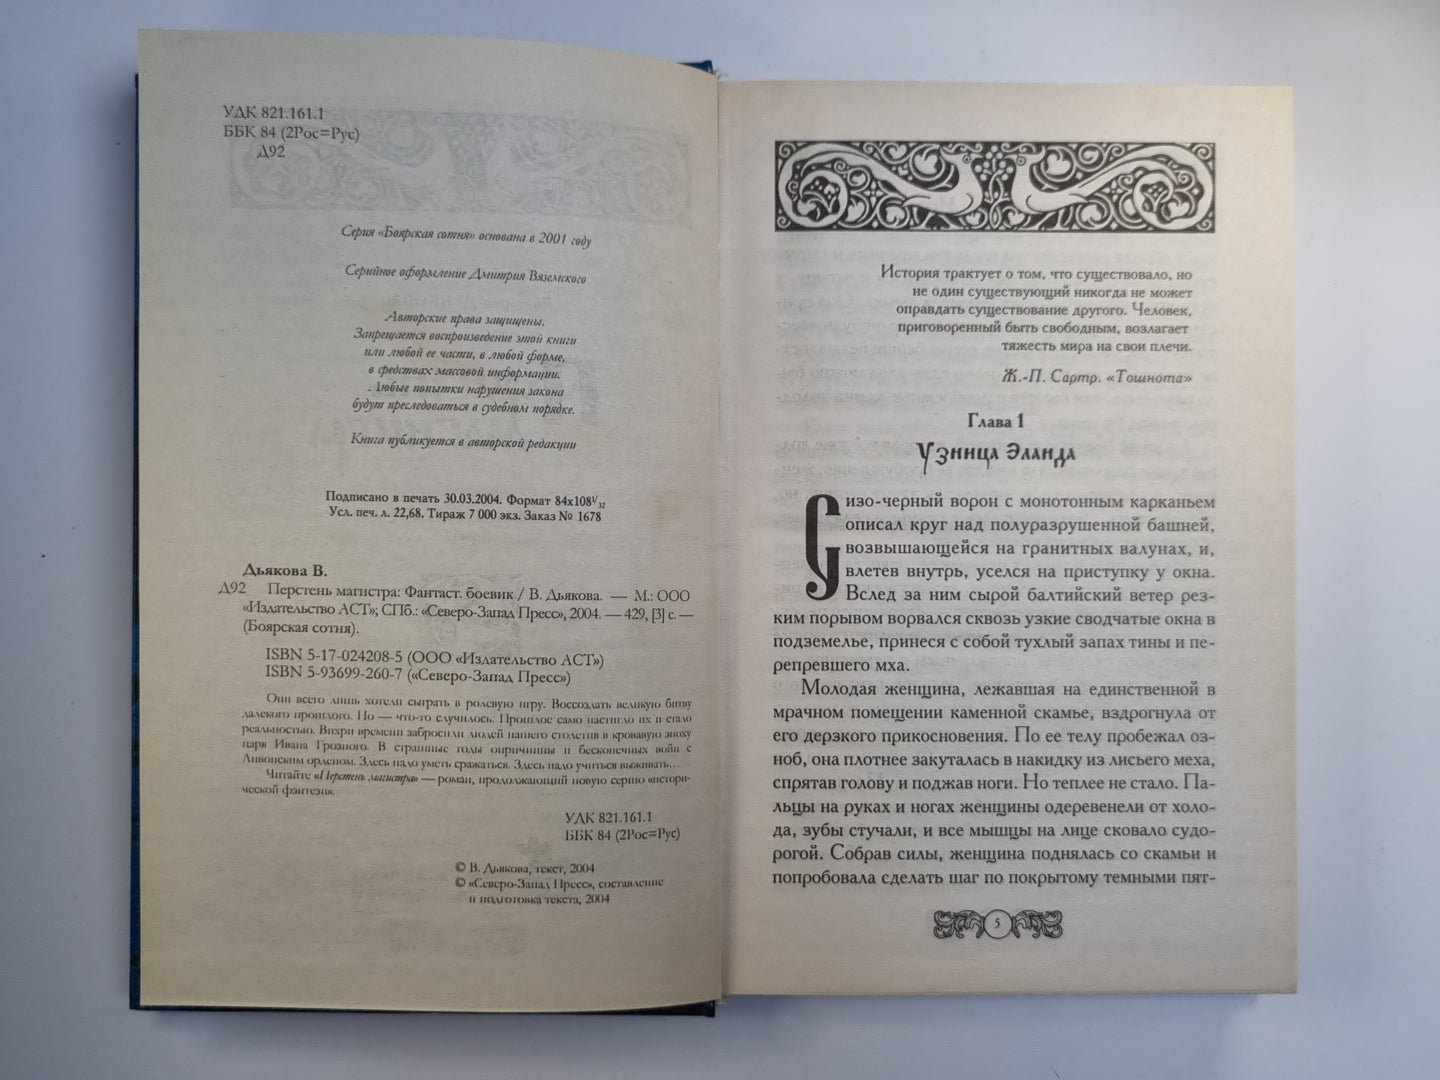 УДК 821.161.1
ББК 84 (2Рос=Рус)
Д92
Серия «Боярская сотня» основана в 2001 году
Серийное оформление Дмитрия Вяземского
Авторские права защищены.
Запрещается воспроизведение этой книги
или любой ее части, в любой форме,
в средствах массовой информации.
Любые попытки нарушения закона
будут преследоваться в судебном порядке.
Книга публикуется в авторской редакции
Подписано в печать 30.03.2004. Формат 84х108¹/₃₂
Усл. печ. л. 22,68. Тираж 7 000 экз. Заказ № 1678
Дьякова В.
Д92 Перстень магистра: Фантаст. боевик / В. Дьякова. — М.: ООО
«Издательство АСТ»; СПб.: «Северо-Запад Пресс», 2004. — 429, [3] с. —
(Боярская сотня).
ISBN 5-17-024208-5 (ООО «Издательство АСТ»)
ISBN 5-93699-260-7 («Северо-Запад Пресс»)
Они всего лишь хотели сыграть в ролевую игру. Воссоздать великую битву
далекого прошлого. Но — что-то случилось. Прошлое само настигло их и стало
реальностью. Вихри времени забросили людей нашего столетия в кровавую эпоху
царя Ивана Грозного. В страшные годы опричнины и бесконечных войн с
Ливонским орденом. Здесь надо уметь сражаться. Здесь надо учиться выживать...
Читайте «Перстень магистра» — роман, продолжающий новую серию «истори-
ческой фэнтези».
УДК 821.161.1
ББК 84 (2Рос=Рус)
© В. Дьякова, текст, 2004
© «Северо-Запад Пресс», составление
и подготовка текста, 2004
История трактует о том, что существовало, но
не один существующий никогда не может
оправдать существование другого. Человек,
приговоренный быть свободным, возлагает
тяжесть мира на свои плечи.
Ж.-П. Сартр. «Тошнота»
Глава 1
Узница Эланда
Сизо-черный ворон с монотонным карканьем
описал круг над полуразрушенной башней,
возвышающейся на гранитных валунах, и,
влетев внутрь, уселся на приступку у окна.
Вслед за ним сырой балтийский ветер рез-
ким порывом ворвался сквозь узкие сводчатые окна в
подземелье, принеся с собой тухлый запах тины и пе-
репревшего мха.
Молодая женщина, лежавшая на единственной в
мрачном помещении каменной скамье, вздрогнула от
его дерзкого прикосновения. По ее телу пробежал оз-
ноб, она плотнее закуталась в накидку из лисьего меха,
спрятав голову и поджав ноги. Но теплее не стало. Па-
льцы на руках и ногах женщины одеревенели от холо-
да, зубы стучали, и все мышцы на лице сковало судо-
рогой. Собрав силы, женщина поднялась со скамьи и
попробовала сделать шаг по покрытому темными пят-
5